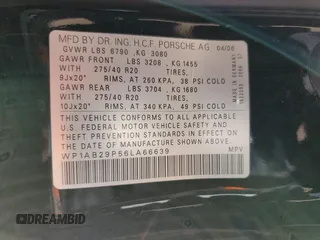 MFD BY DR. ING. H.C.F. PORSCHE AG 04/06
GVWR LBS 6790 , KG 3080
GAWR FRONT LBS 3208 , KG 1455
WITH 275/40 R20 TIRES,
9Jx20" RIMS, AT 260 KPA, 38 PSI COLD
GAWR REAR LBS 3704 , KG 1680
WITH 275/40 R20 TIRES,
10Jx20" RIMS, AT 340 KPA, 49 PSI COLD
THIS VEHICLE CONFORMS TO ALL APPLICABLE
U.S. FEDERAL MOTOR VEHICLE SAFETY AND
THEFT PREVENTION STANDARDS IN EFFECT ON
THE DATE OF MANUFACTURE SHOWN ABOVE.
WP1AB29P56LA66639 MPV
GERMANY
DREAMBID